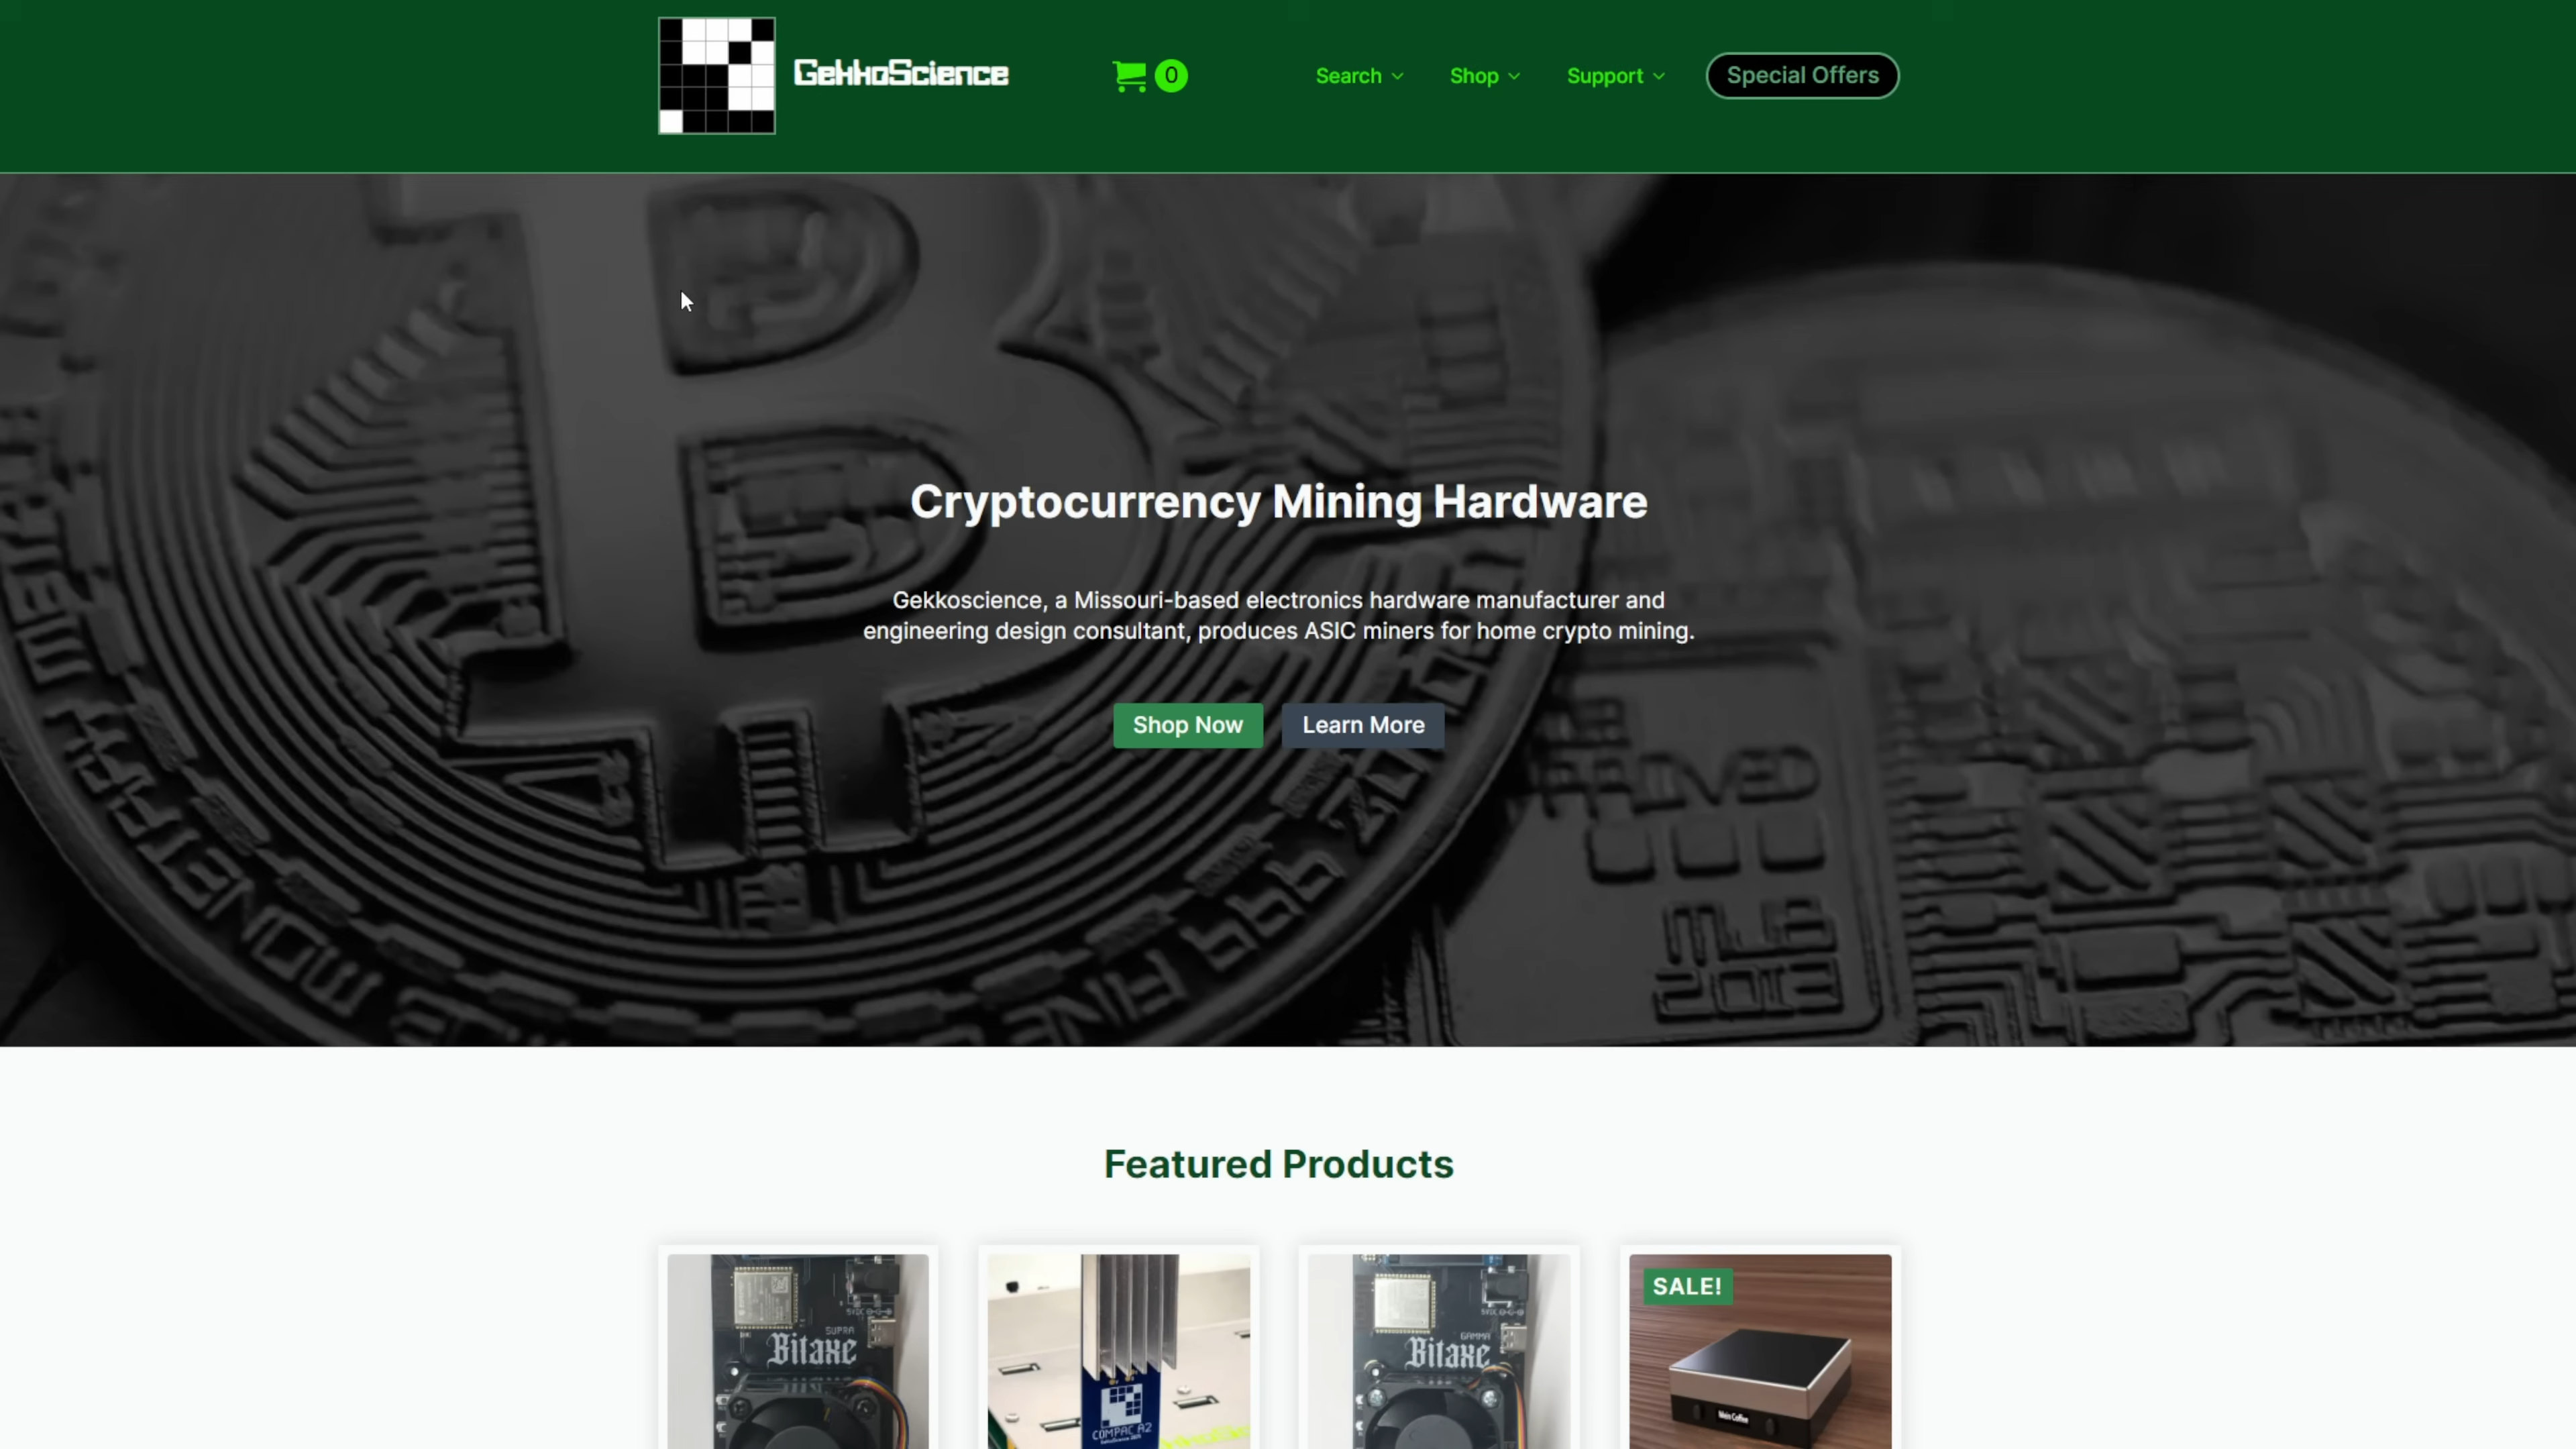 GekkoScience
0
Search
Shop
Support
Special Offers
Cryptocurrency Mining Hardware
Gekkoscience, a Missouri-based electronics hardware manufacturer and
engineering design consultant, produces ASIC miners for home crypto mining.
Shop Now
Learn More
Featured Products
SUPRA
Bitaxe
COMPAC A2
GAMMA
Bitaxe
SALE!